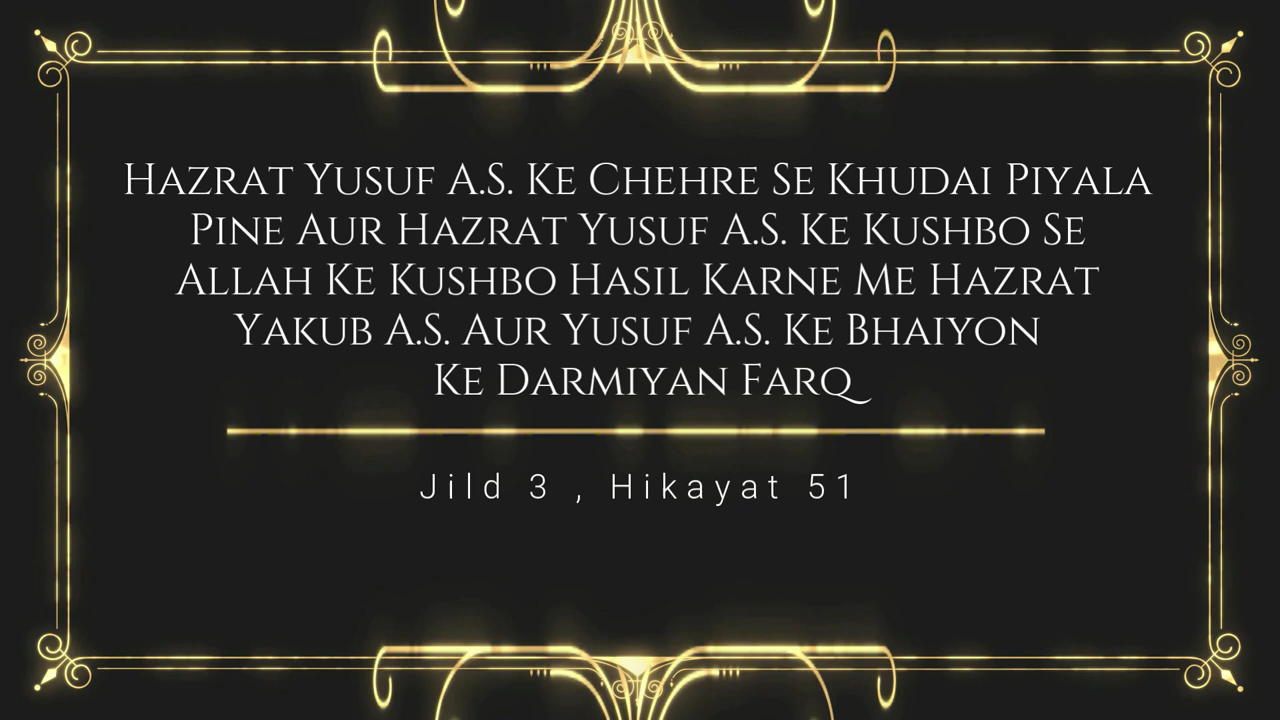 Hazrat Yusuf A.S. Ke Chehre Se Khudai Piyala
Pine Aur Hazrat Yusuf A.S. Ke Kushbo Se
Allah Ke Kushbo Hasil Karne Me Hazrat
Yakub A.S. Aur Yusuf A.S. Ke Bhaiyon
Ke Darmiyan Farq
Jild 3 , Hikayat 51